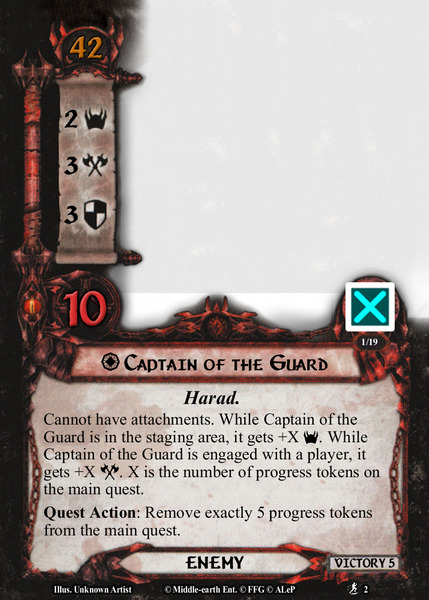 42
2
3
3
10
1/19
Captain of the Guard
Harad.
Cannot have attachments. While Captain of the
Guard is in the staging area, it gets +X . While
Captain of the Guard is engaged with a player, it
gets +X . X is the number of progress tokens on
the main quest.
Quest Action: Remove exactly 5 progress tokens
from the main quest.
ENEMY
VICTORY 5
Illus. Unknown Artist © Middle-earth Ent. © FFG © ALeP 2